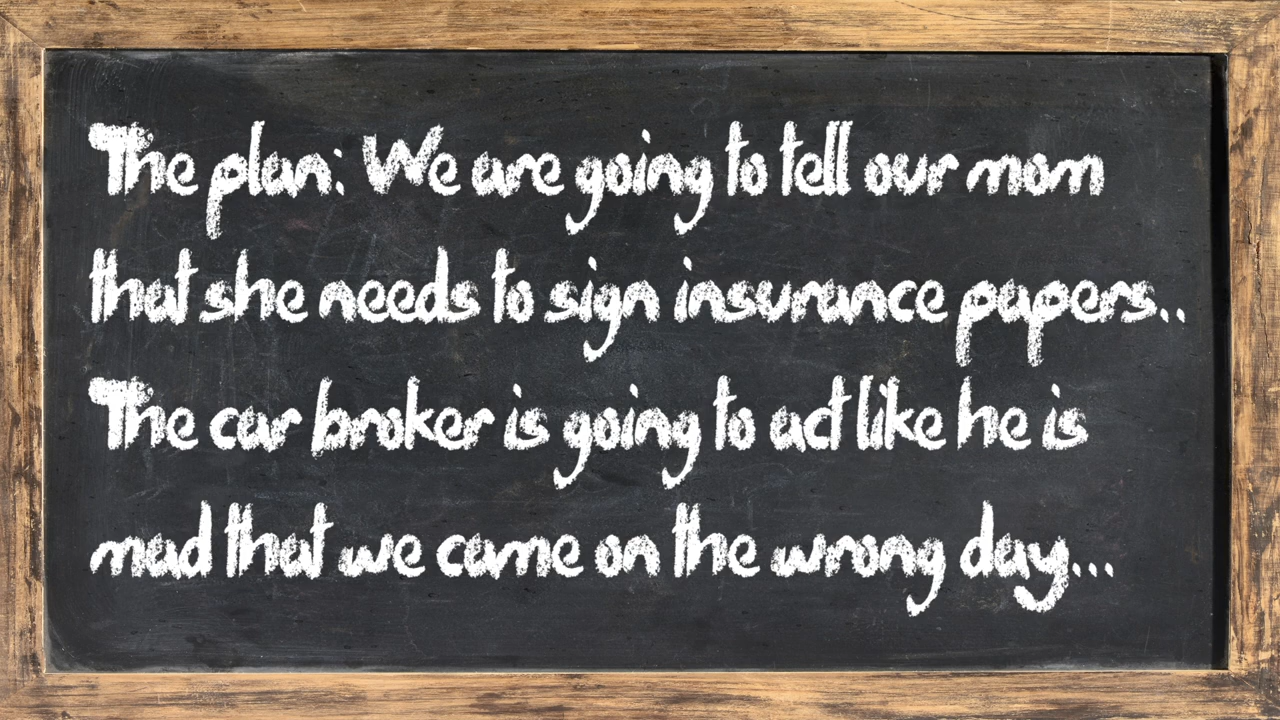 The plan: We are going to tell our mom
that she needs to sign insurance papers..
The car broker is going to act like he is
mad that we came on the wrong day...